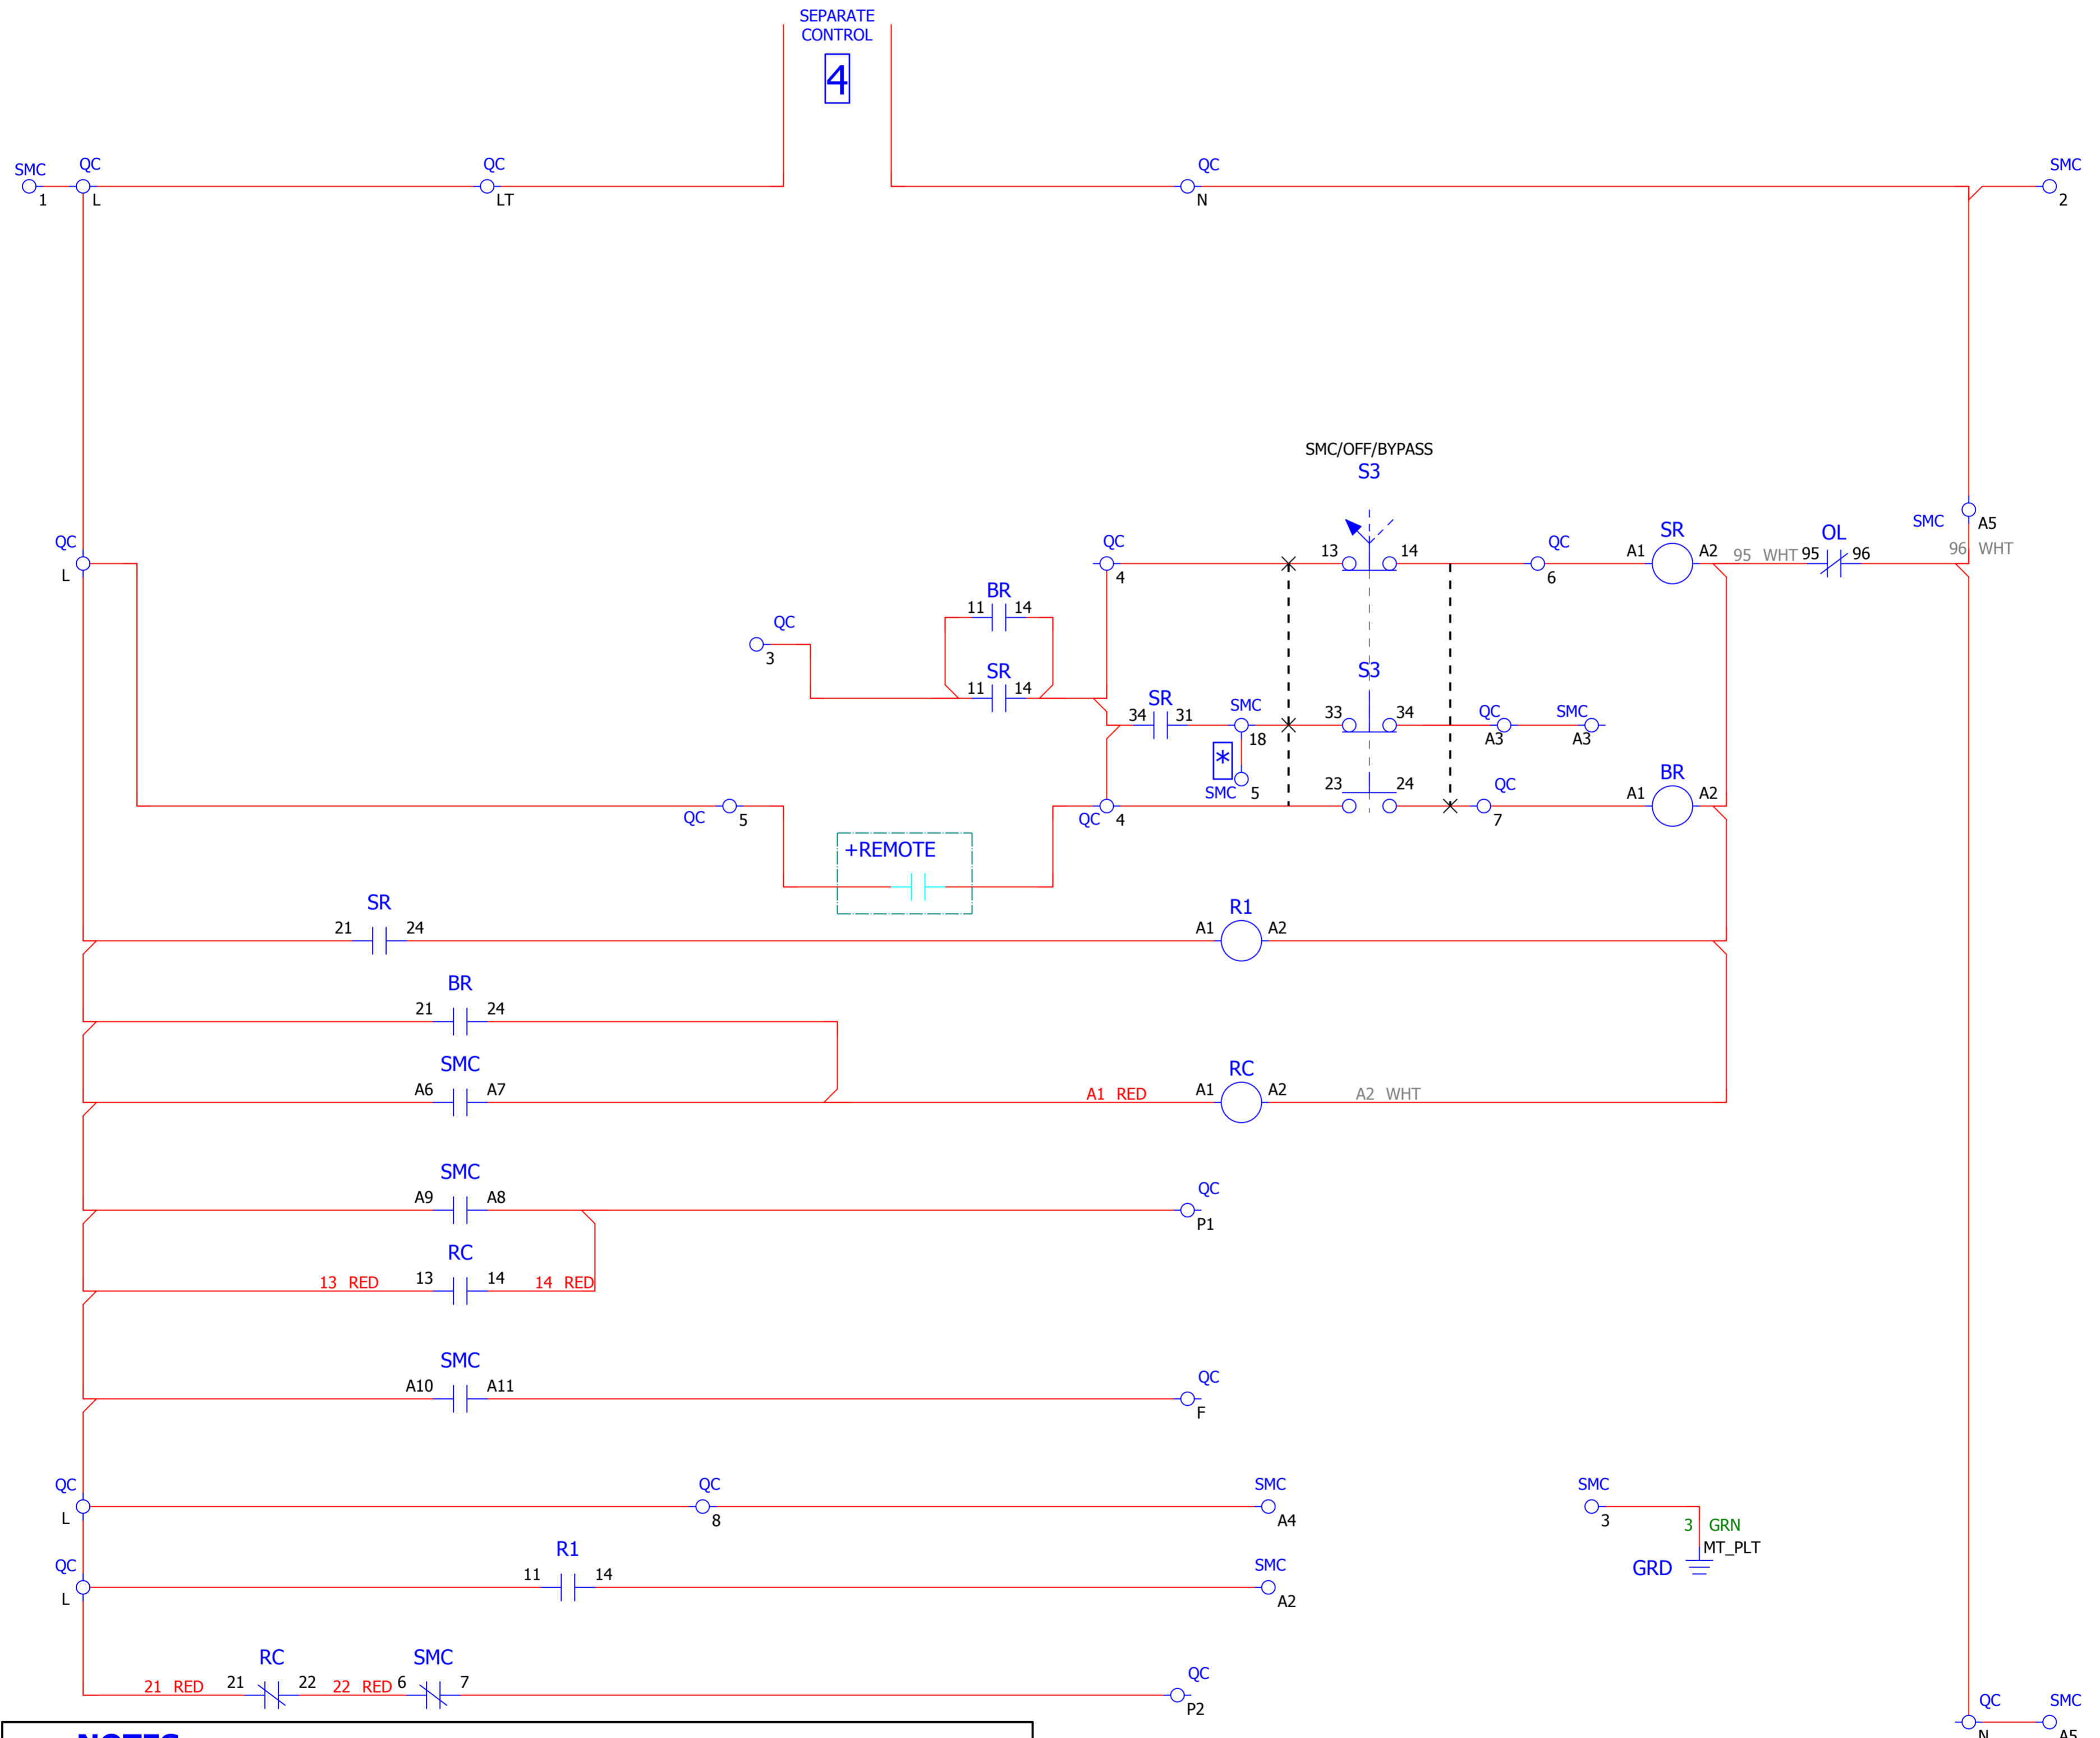 SEPARATE
CONTROL
4
SMC
1
QC
L
QC
LT
QC
N
SMC
2
SMC/OFF/BYPASS
S3
QC
L
QC
4
13
14
QC
6
SR
A1
A2
95 WHT
OL
95
96
SMC
A5
96 WHT
BR
11
14
QC
3
SR
11
14
SR
34
31
SMC
18
*
SMC 5
S3
33
34
QC
A3
SMC
A3
23
24
QC
7
BR
A1
A2
QC
5
QC
4
+REMOTE
SR
21
24
R1
A1
A2
BR
21
24
SMC
A6
A7
A1 RED
RC
A1
A2
A2 WHT
SMC
A9
A8
QC
P1
RC
13 RED
13
14
14 RED
SMC
A10
A11
QC
F
QC
L
QC
8
SMC
A4
SMC
3
3 GRN
MT_PLT
GRD
QC
L
R1
11
14
SMC
A2
RC
21 RED
21
22
22 RED
SMC
6
7
QC
P2
QC
N
SMC
A5
NOTES